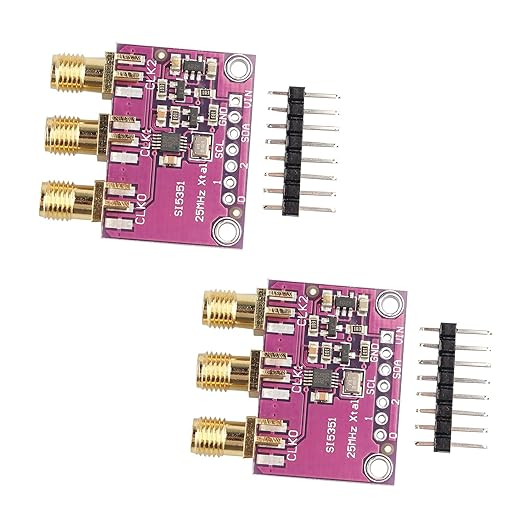 CLK2
CLK1
CLK0
VIN
GND
SDA
SCL
2
1
0
SI5351
25MHz Xtal
CLK2
CLK1
CLK0
VIN
GND
SDA
SCL
2
1
0
SI5351
25MHz Xtal